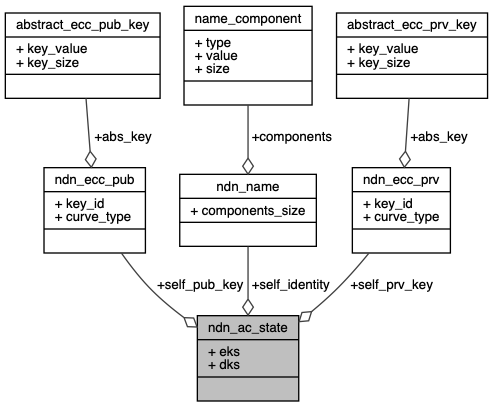 abstract_ecc_pub_key
+ key_value
+ key_size
name_component
+ type
+ value
+ size
abstract_ecc_prv_key
+ key_value
+ key_size
+abs_key
+components
+abs_key
ndn_ecc_pub
+ key_id
+ curve_type
ndn_name
+ components_size
ndn_ecc_prv
+ key_id
+ curve_type
+self_pub_key
+self_identity
+self_prv_key
ndn_ac_state
+ eks
+ dks